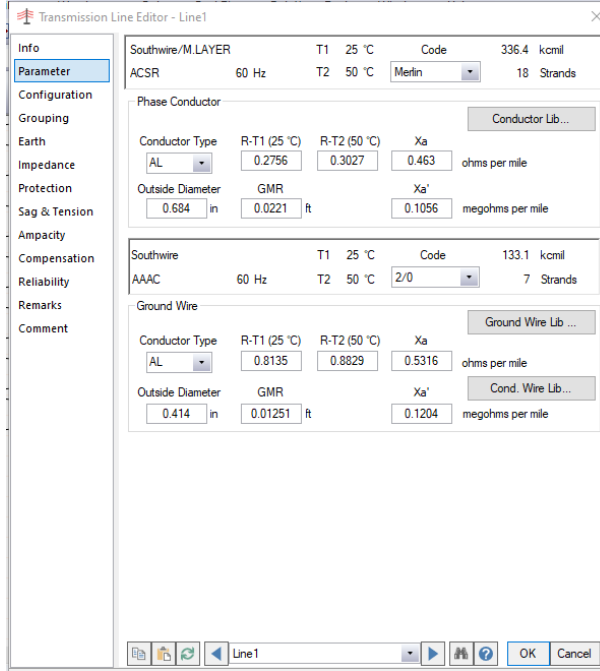 Transmission Line Editor - Line1
Info
Parameter
Configuration
Grouping
Earth
Impedance
Protection
Sag & Tension
Ampacity
Compensation
Reliability
Remarks
Comment
Southwire/M.LAYER T1 25 °C Code 336.4 kcmil
ACSR 60 Hz T2 50 °C Merlin 18 Strands
Phase Conductor
Conductor Lib...
Conductor Type R-T1 (25 °C) R-T2 (50 °C) Xa
AL 0.2756 0.3027 0.463 ohms per mile
Outside Diameter GMR Xa'
0.684 in 0.0221 ft 0.1056 megohms per mile
Southwire T1 25 °C Code 133.1 kcmil
AAAC 60 Hz T2 50 °C 2/0 7 Strands
Ground Wire
Ground Wire Lib ...
Conductor Type R-T1 (25 °C) R-T2 (50 °C) Xa
AL 0.8135 0.8829 0.5316 ohms per mile
Cond. Wire Lib...
Outside Diameter GMR Xa'
0.414 in 0.01251 ft 0.1204 megohms per mile
Line1 OK Cancel